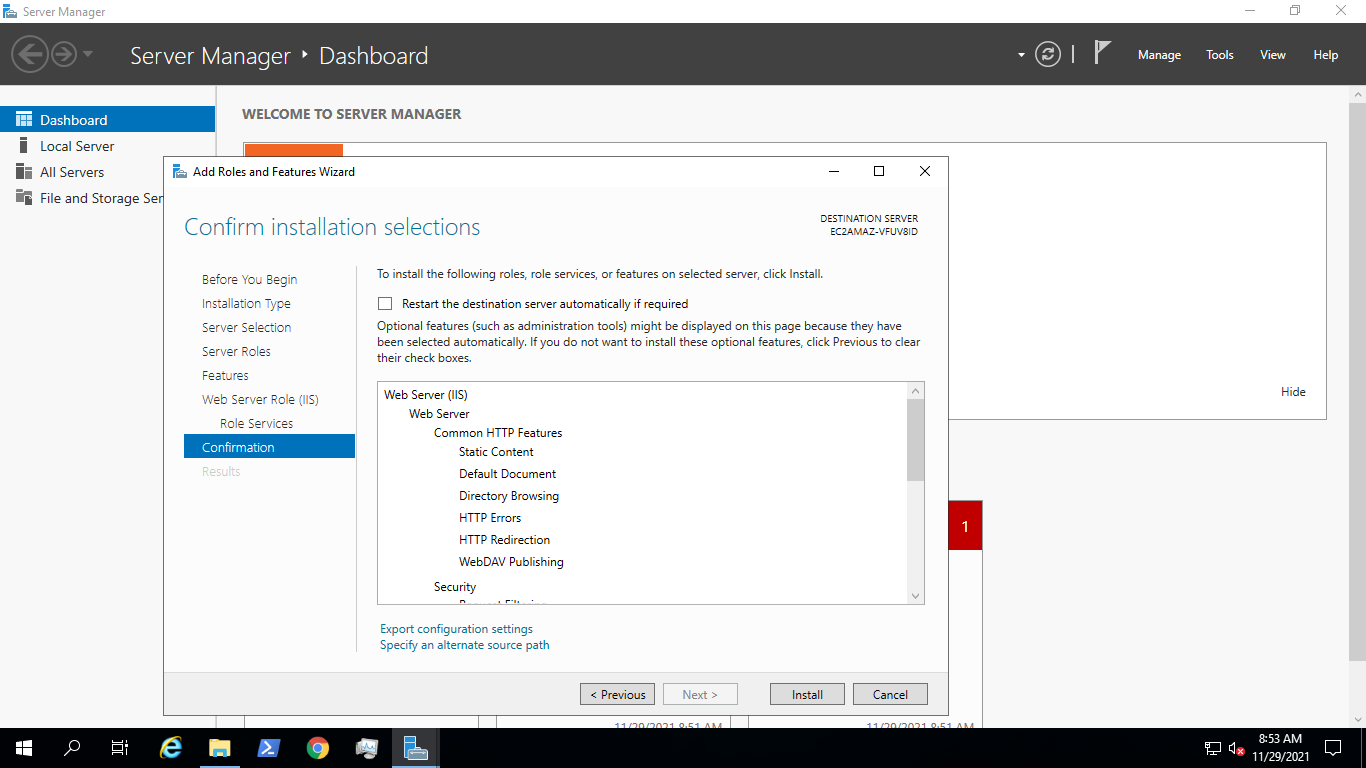 Server Manager
Server Manager • Dashboard
Manage
Tools
View
Help
Dashboard
Local Server
All Servers
File and Storage Ser
WELCOME TO SERVER MANAGER
Hide
1
Add Roles and Features Wizard
Confirm installation selections
DESTINATION SERVER
EC2AMAZ-VFUV8ID
Before You Begin
Installation Type
Server Selection
Server Roles
Features
Web Server Role (IIS)
Role Services
Confirmation
Results
To install the following roles, role services, or features on selected server, click Install.
Restart the destination server automatically if required
Optional features (such as administration tools) might be displayed on this page because they have
been selected automatically. If you do not want to install these optional features, click Previous to clear
their check boxes.
Web Server (IIS)
Web Server
Common HTTP Features
Static Content
Default Document
Directory Browsing
HTTP Errors
HTTP Redirection
WebDAV Publishing
Security
Request Filtering
Export configuration settings
Specify an alternate source path
< Previous
Next >
Install
Cancel
11/29/2021 8:51 AM
11/29/2021 8:51 AM
8:53 AM
11/29/2021